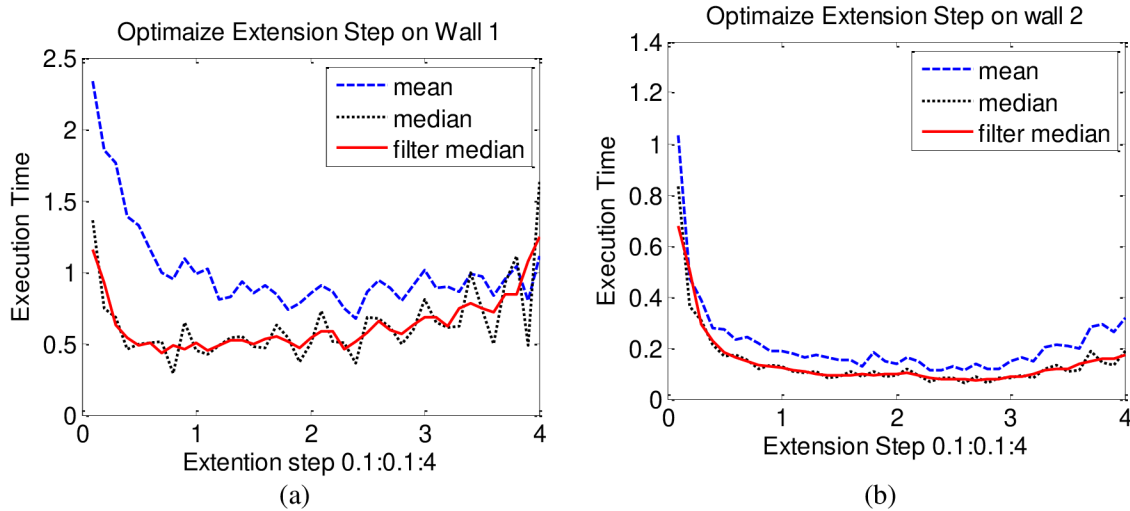 Optimaize Extension Step on Wall 1
2.5
2
1.5
1
0.5
0
Execution Time
mean
median
filter median
0 1 2 3 4
Extention step 0.1:0.1:4
(a)
Optimaize Extension Step on wall 2
1.4
1.2
1
0.8
0.6
0.4
0.2
0
Execution Time
mean
median
filter median
0 1 2 3 4
Extension Step 0.1:0.1:4
(b)